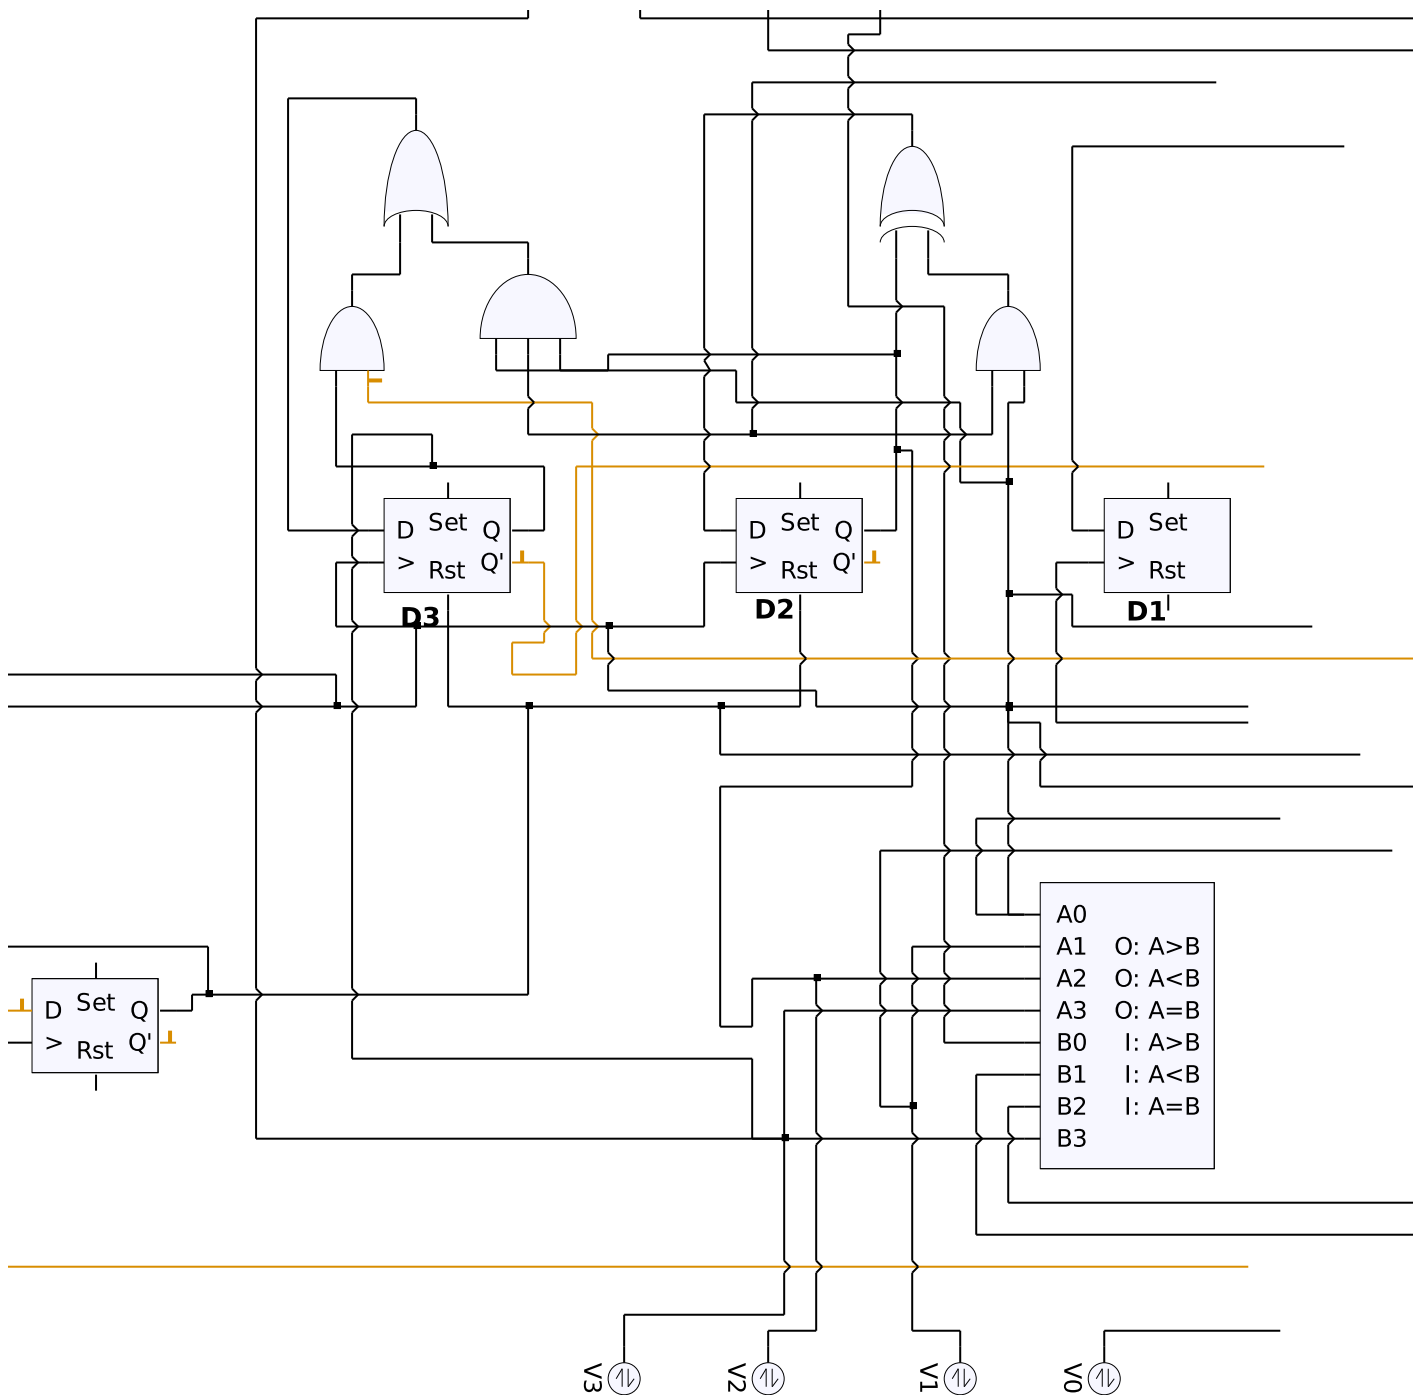 Set
D Q
> Q'
Rst
D3
Set
D Q
> Q'
Rst
D2
Set
D
>
Rst
D1
A0
A1 O: A>B
A2 O: A<B
A3 O: A=B
B0 I: A>B
B1 I: A<B
B2 I: A=B
B3
Set
D Q
> Q'
Rst
V3
V2
V1
V0